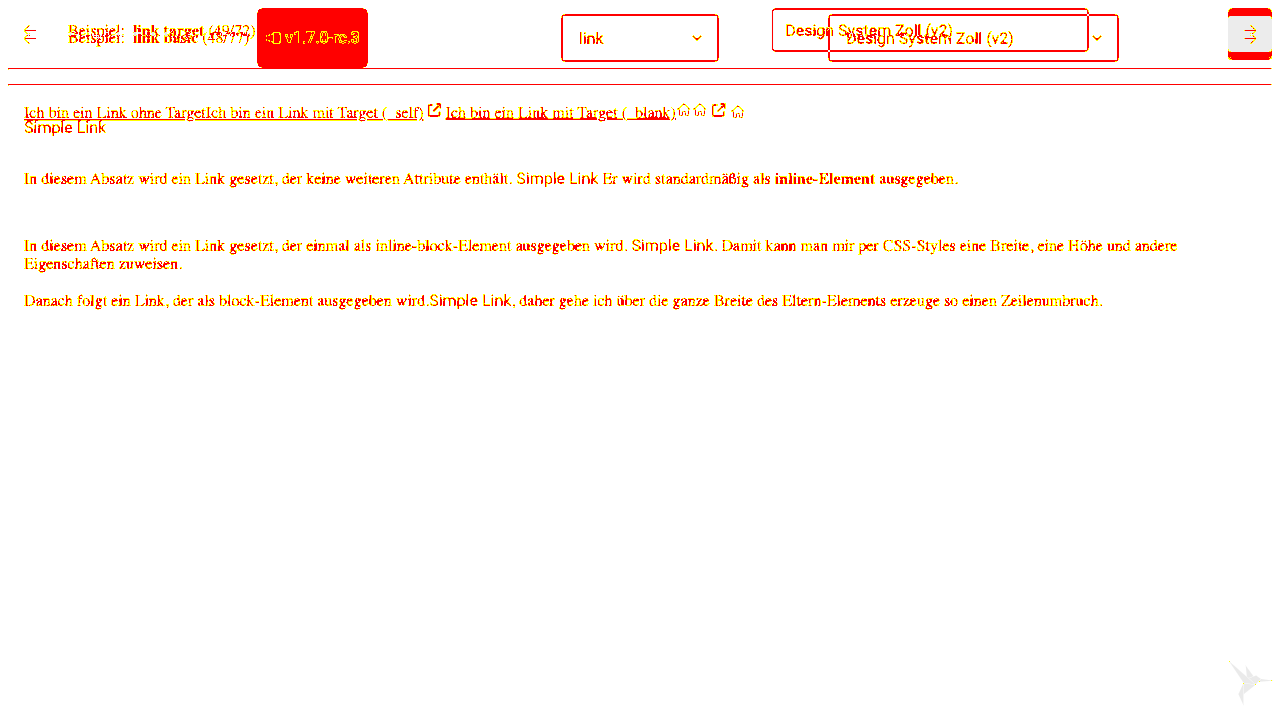 Beispiel: link target (49/72)
Beispiel: link basic (48/77)
v1.7.0-rc.3
link
Design System Zoll (v2)
Design System Zoll (v2)
Ich bin ein Link ohne TargetIch bin ein Link mit Target (_self) Ich bin ein Link mit Target (_blank)
Simple Link
In diesem Absatz wird ein Link gesetzt, der keine weiteren Attribute enthält. Simple Link Er wird standardmäßig als inline-Element ausgegeben.
In diesem Absatz wird ein Link gesetzt, der einmal als inline-block-Element ausgegeben wird. Simple Link. Damit kann man mir per CSS-Styles eine Breite, eine Höhe und andere
Eigenschaften zuweisen.
Danach folgt ein Link, der als block-Element ausgegeben wird.Simple Link, daher gehe ich über die ganze Breite des Eltern-Elements erzeuge so einen Zeilenumbruch.